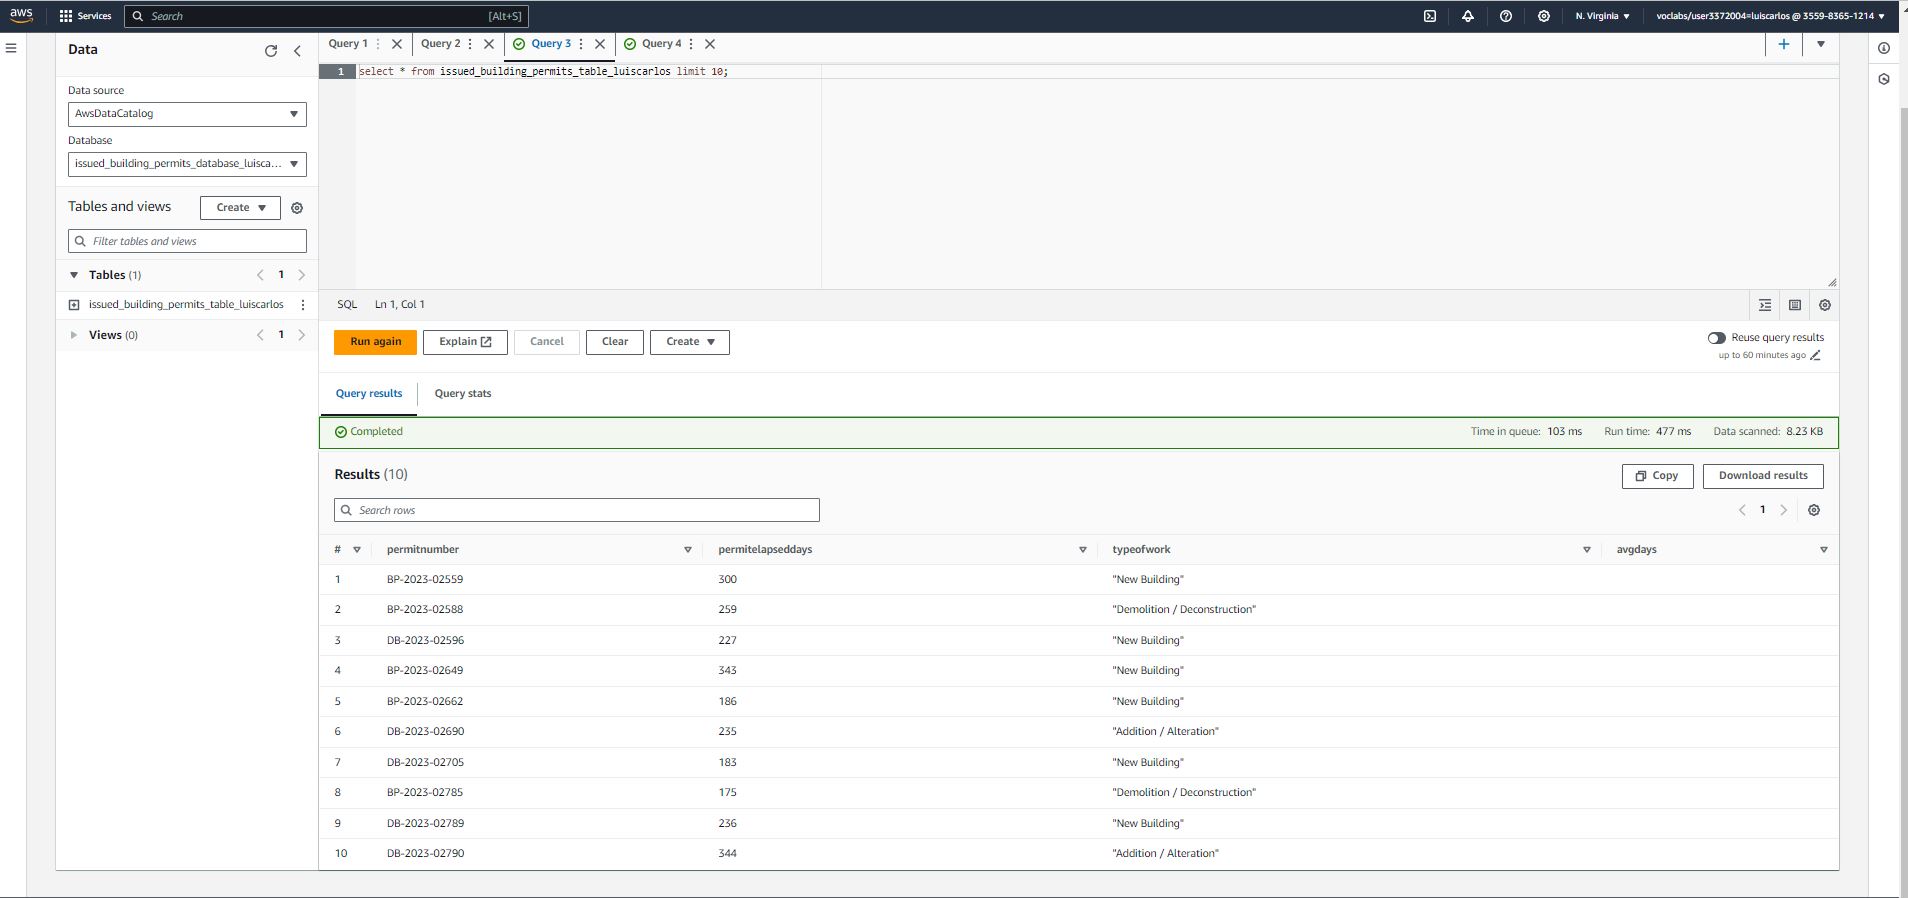 aws Services Search [Alt+S] N. Virginia voclabs/user3372004=luiscarlos @ 3559-8365-1214
Data
Data source
AwsDataCatalog
Database
issued_building_permits_database_luisca...
Tables and views Create
Filter tables and views
Tables (1) 1
issued_building_permits_table_luiscarlos
Views (0) 1
Query 1 Query 2 Query 3 Query 4
1 select * from issued_building_permits_table_luiscarlos limit 10;
SQL Ln 1, Col 1
Run again Explain Cancel Clear Create
Reuse query results
up to 60 minutes ago
Query results Query stats
Completed Time in queue: 103 ms Run time: 477 ms Data scanned: 8.23 KB
Results (10) Copy Download results
Search rows 1
# permitnumber permitelapseddays typeofwork avgdays
1 BP-2023-02559 300 "New Building"
2 BP-2023-02588 259 "Demolition / Deconstruction"
3 DB-2023-02596 227 "New Building"
4 BP-2023-02649 343 "New Building"
5 BP-2023-02662 186 "New Building"
6 DB-2023-02690 235 "Addition / Alteration"
7 DB-2023-02705 183 "New Building"
8 BP-2023-02785 175 "Demolition / Deconstruction"
9 DB-2023-02789 236 "New Building"
10 DB-2023-02790 344 "Addition / Alteration"